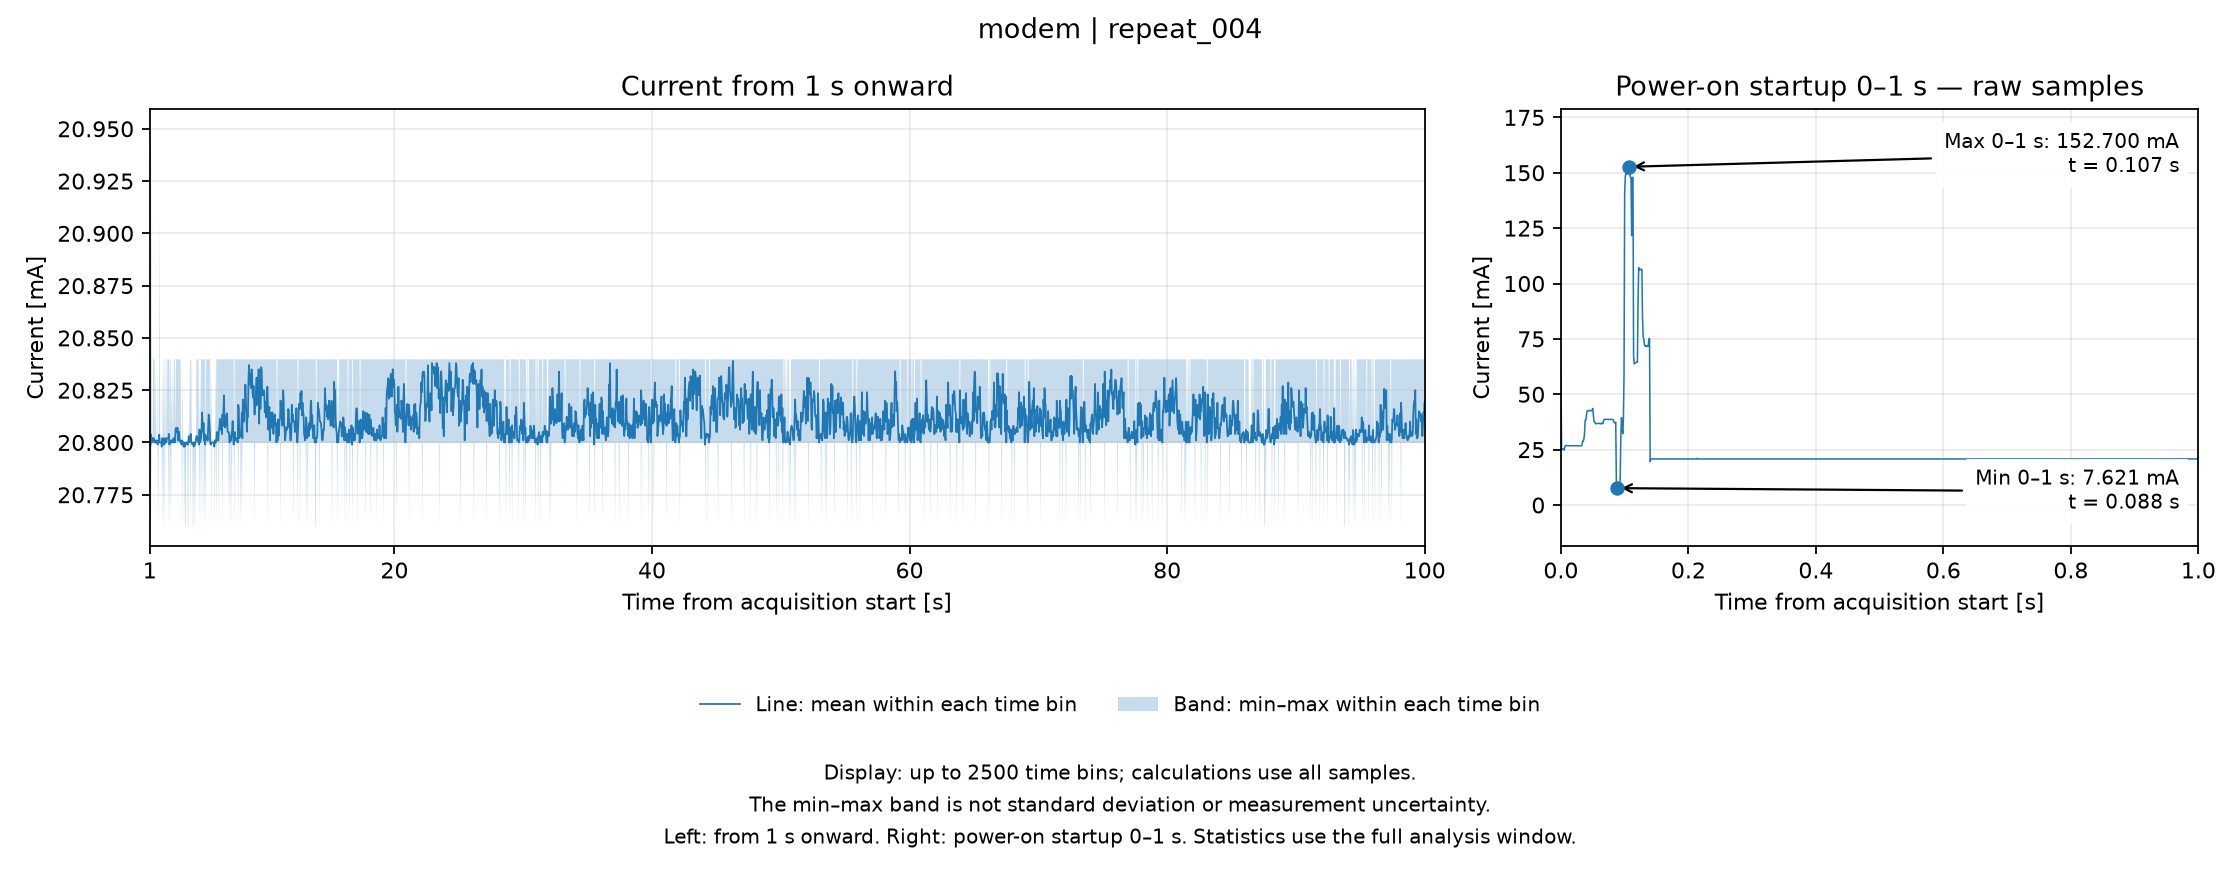 modem | repeat_004
Current from 1 s onward
Current [mA]
20.950
20.925
20.900
20.875
20.850
20.825
20.800
20.775
1
20
40
60
80
100
Time from acquisition start [s]
Power-on startup 0–1 s — raw samples
Current [mA]
175
150
125
100
75
50
25
0
Max 0–1 s: 152.700 mA
t = 0.107 s
Min 0–1 s: 7.621 mA
t = 0.088 s
0.0
0.2
0.4
0.6
0.8
1.0
Time from acquisition start [s]
Line: mean within each time bin
Band: min–max within each time bin
Display: up to 2500 time bins; calculations use all samples.
The min–max band is not standard deviation or measurement uncertainty.
Left: from 1 s onward. Right: power-on startup 0–1 s. Statistics use the full analysis window.